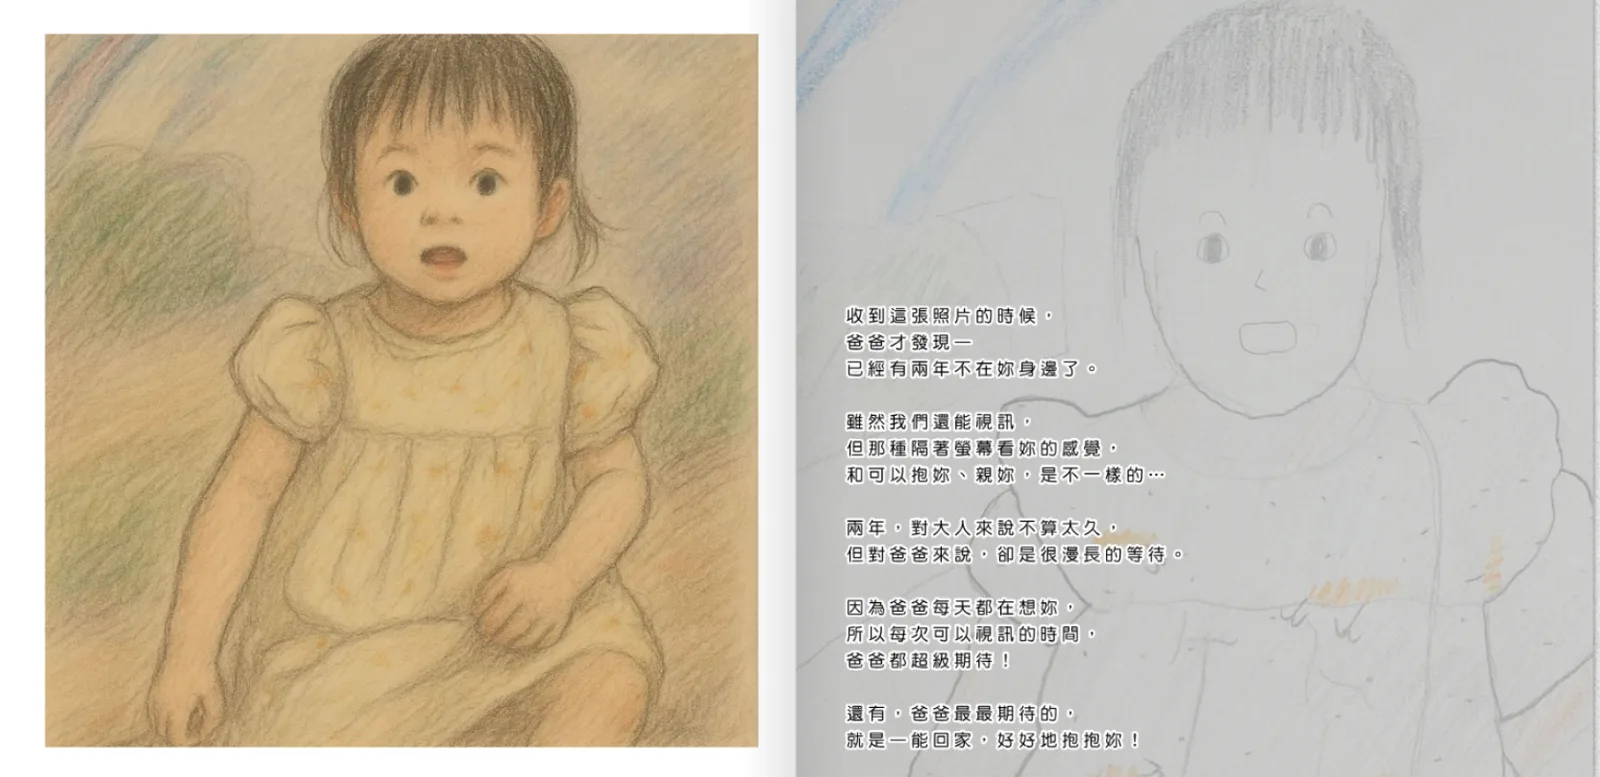 收到這張照片的時候，
爸爸才發現—
已經有兩年不在妳身邊了。
雖然我們還能視訊，
但那種隔著螢幕看妳的感覺，
和可以抱妳、親妳，是不一樣的…
兩年，對大人來說不算太久，
但對爸爸來說，卻是很漫長的等待。
因為爸爸每天都在想妳，
所以每次可以視訊的時間，
爸爸都超級期待！
還有，爸爸最最期待的，
就是一能回家，好好地抱抱妳！